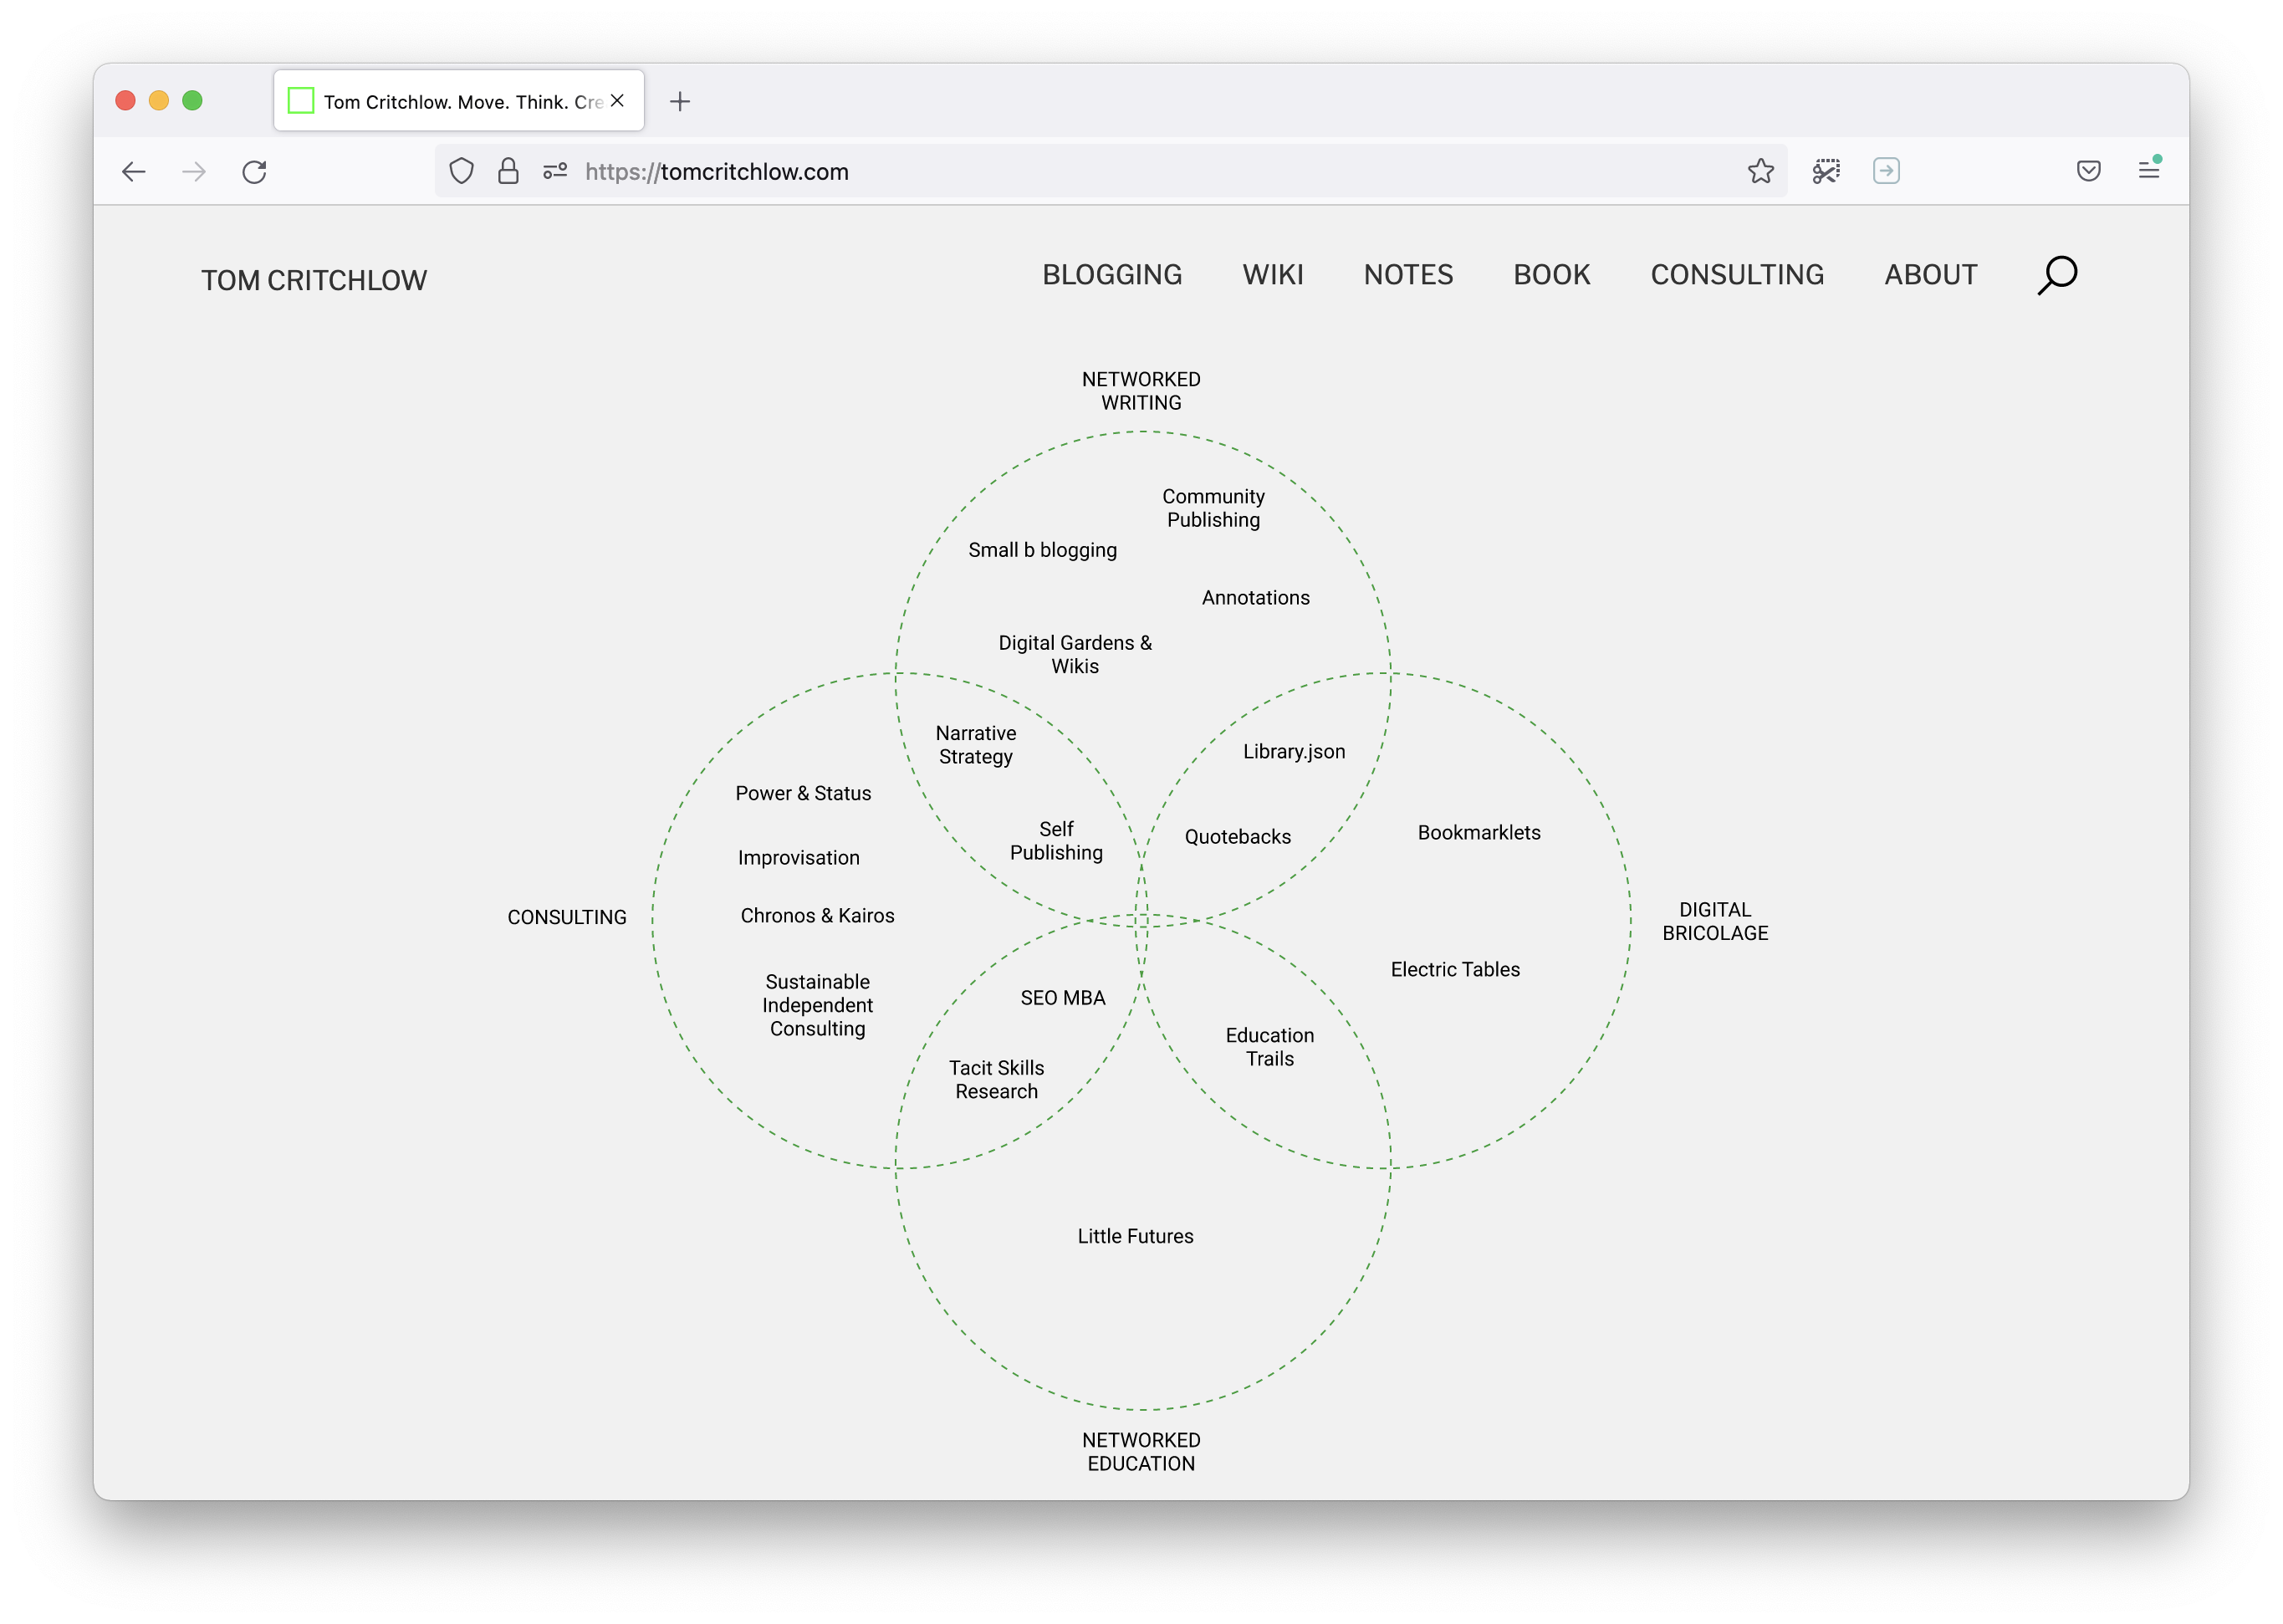 Tom Critchlow. Move. Think. Cre
https://tomcritchlow.com
TOM CRITCHLOW
BLOGGING WIKI NOTES BOOK CONSULTING ABOUT
NETWORKED
WRITING
Community
Publishing
Small b blogging
Annotations
Digital Gardens &
Wikis
Narrative
Strategy
Library.json
Power & Status
Self
Publishing
Quotebacks
Bookmarklets
Improvisation
CONSULTING
Chronos & Kairos
DIGITAL
BRICOLAGE
Electric Tables
Sustainable
Independent
Consulting
SEO MBA
Education
Trails
Tacit Skills
Research
Little Futures
NETWORKED
EDUCATION